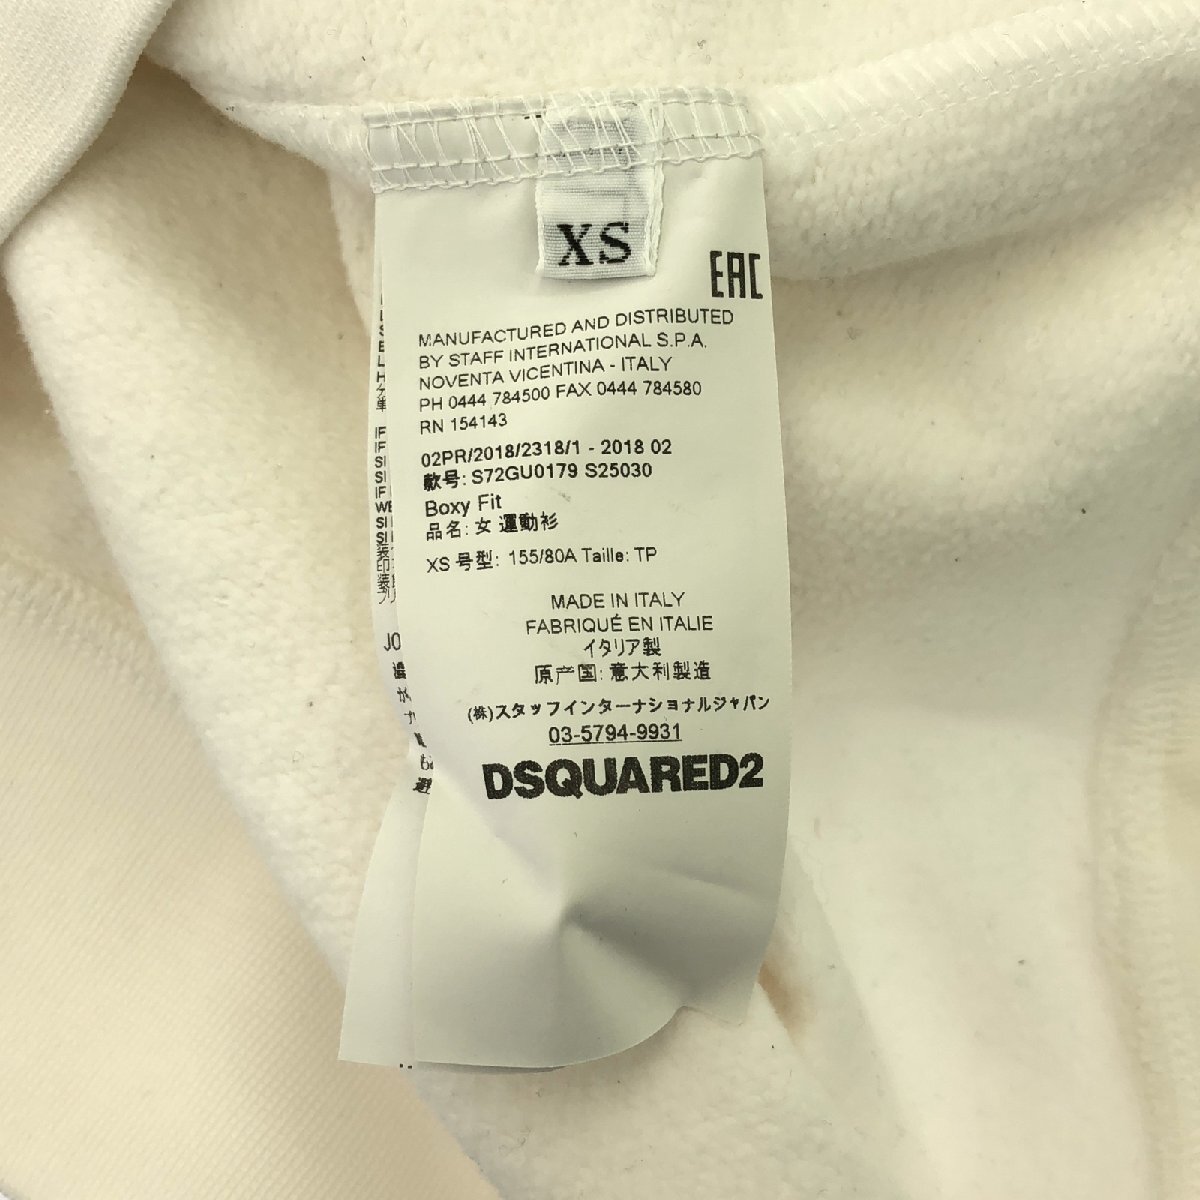 XS
EAC
MANUFACTURED AND DISTRIBUTED
BY STAFF INTERNATIONAL S.P.A.
NOVENTA VICENTINA - ITALY
PH 0444 784500 FAX 0444 784580
RN 154143
02PR/2018/2318/1 - 2018 02
款号: S72GU0179 S25030
Boxy Fit
品名: 女 運動衫
XS 号型: 155/80A Taille: TP
MADE IN ITALY
FABRIQUÉ EN ITALIE
イタリア製
原产国: 意大利製造
(株)スタッフインターナショナルジャパン
03-5794-9931
DSQUARED2